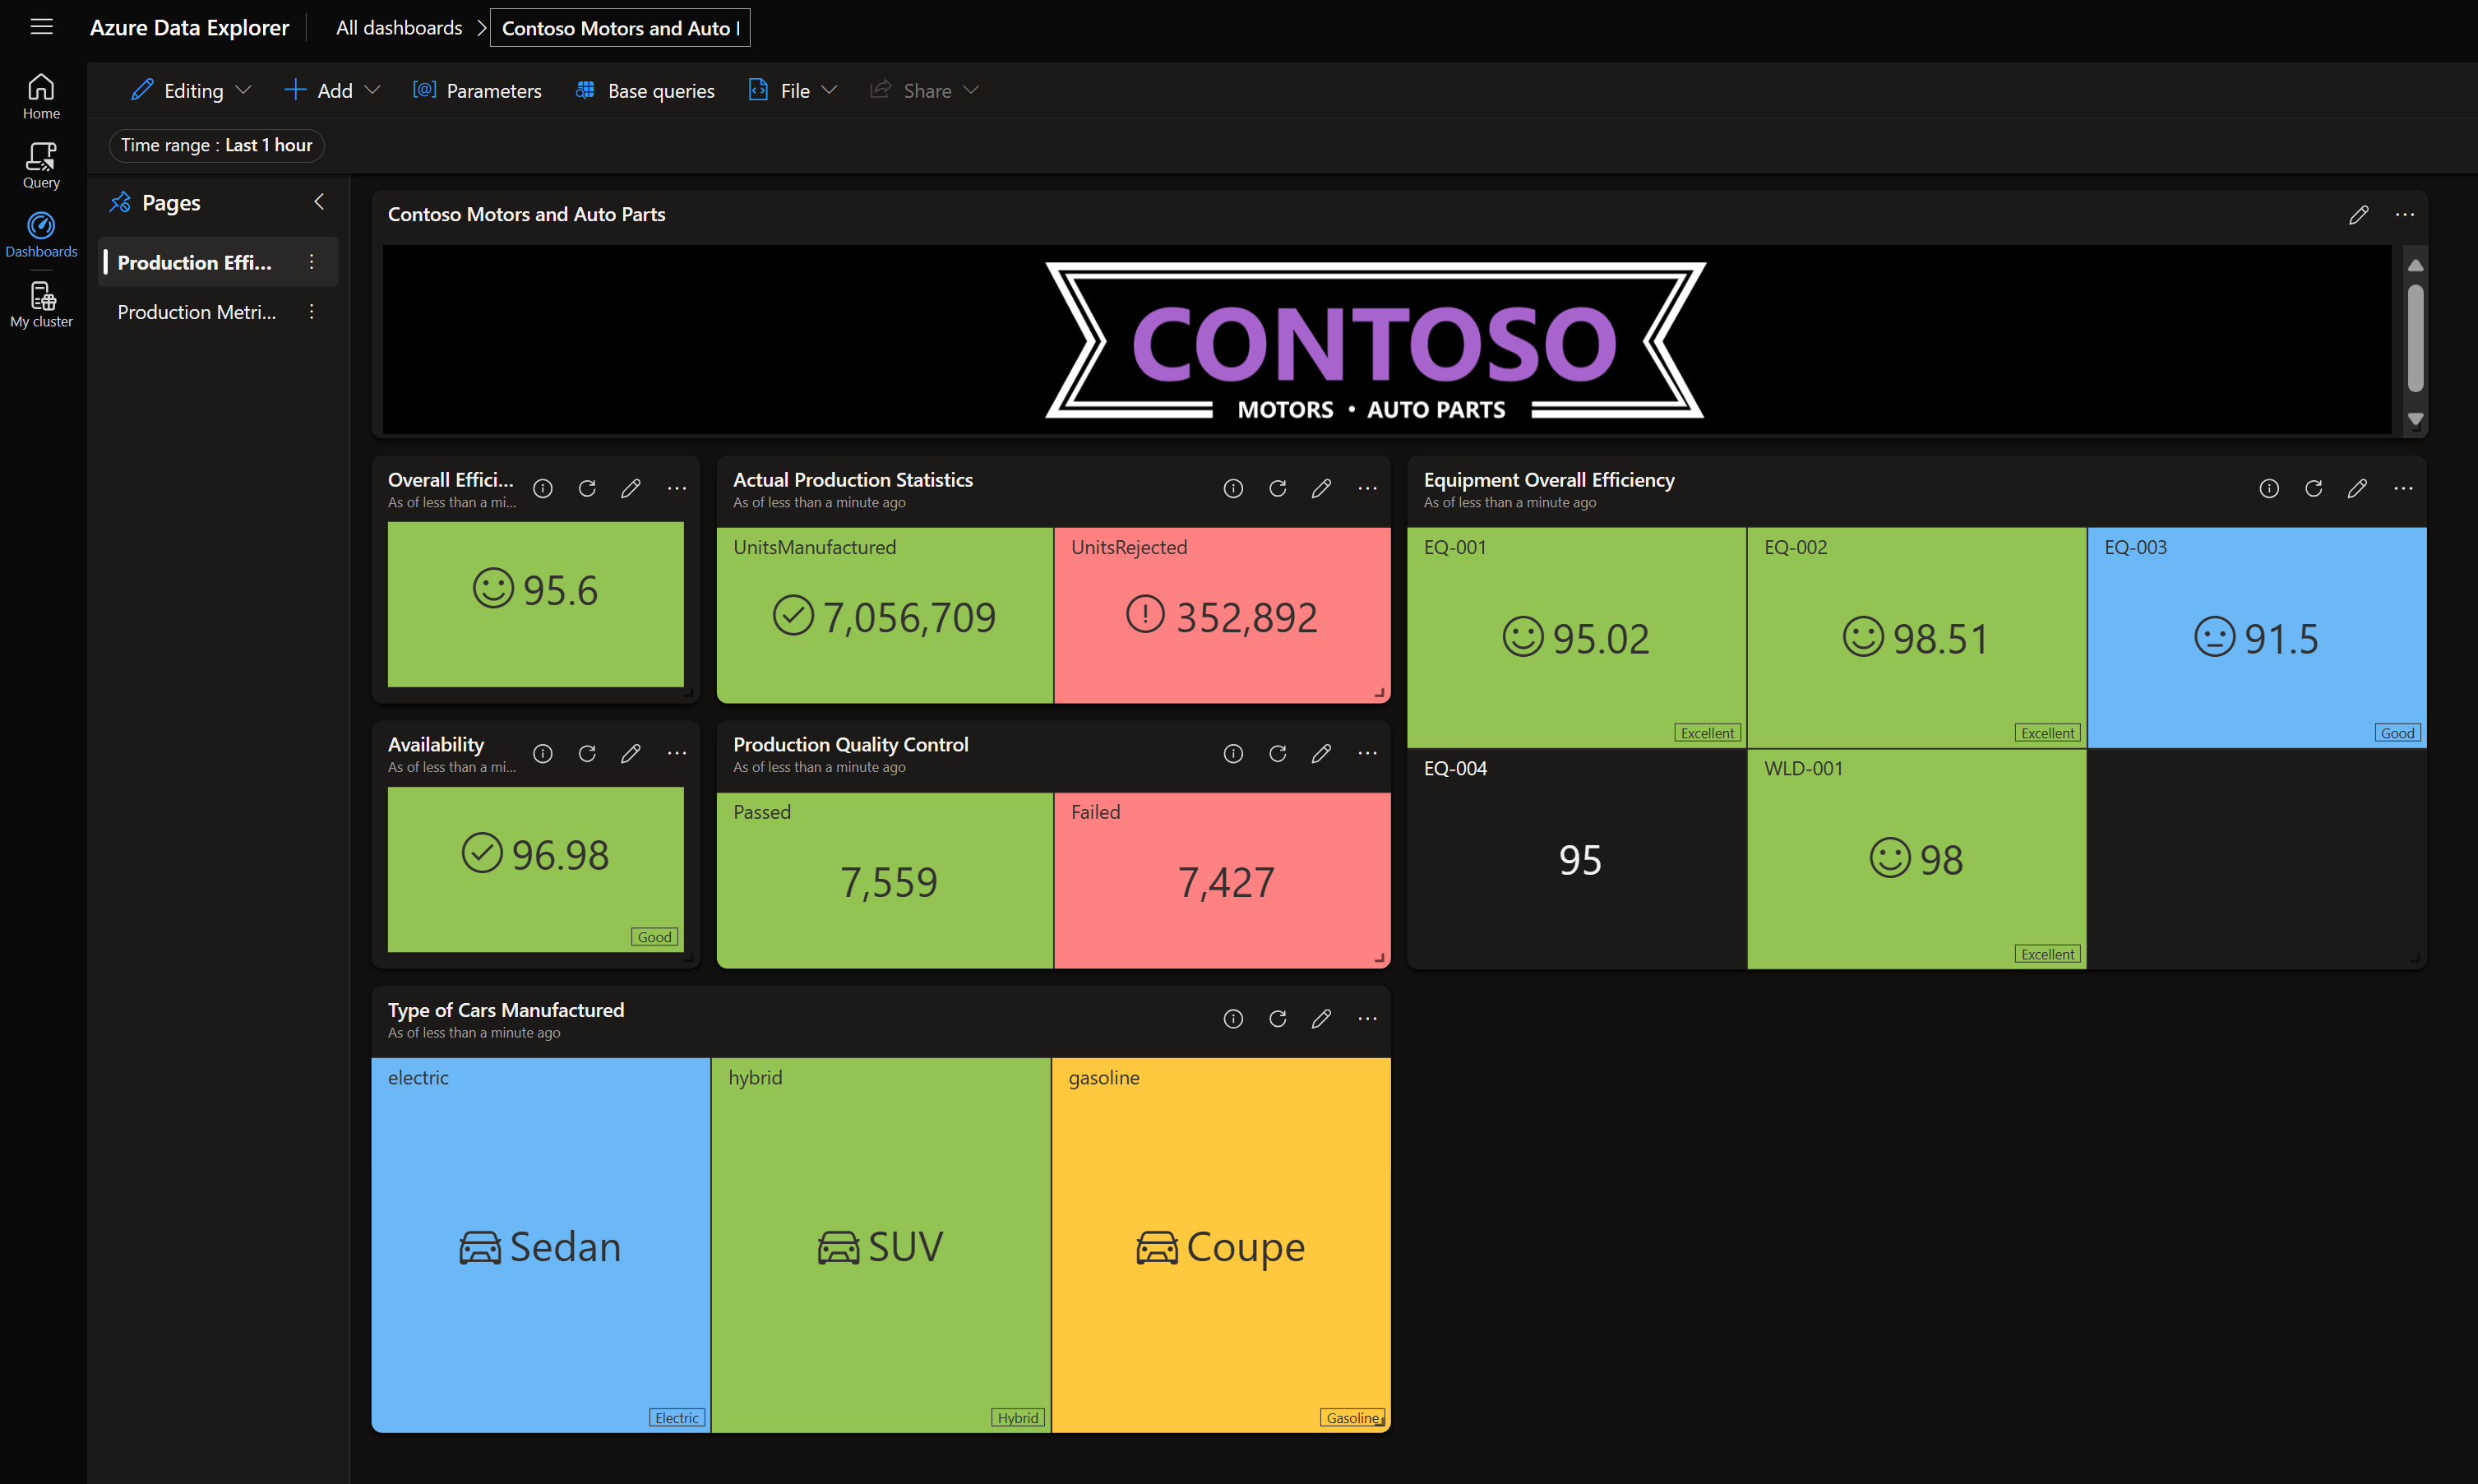 Azure Data Explorer
All dashboards
Contoso Motors and Auto
Home
Query
Dashboards
My cluster
Editing
Add
Parameters
Base queries
File
Share
Time range : Last 1 hour
Pages
Production Effi...
Production Metri...
Contoso Motors and Auto Parts
CONTOSO
MOTORS • AUTO PARTS
Overall Effici...
As of less than a mi...
95.6
Actual Production Statistics
As of less than a minute ago
UnitsManufactured
7,056,709
UnitsRejected
352,892
Equipment Overall Efficiency
As of less than a minute ago
EQ-001
95.02
Excellent
EQ-002
98.51
Excellent
EQ-003
91.5
Good
EQ-004
95
WLD-001
98
Excellent
Availability
As of less than a mi...
96.98
Good
Production Quality Control
As of less than a minute ago
Passed
7,559
Failed
7,427
Type of Cars Manufactured
As of less than a minute ago
electric
Sedan
Electric
hybrid
SUV
Hybrid
gasoline
Coupe
Gasoline